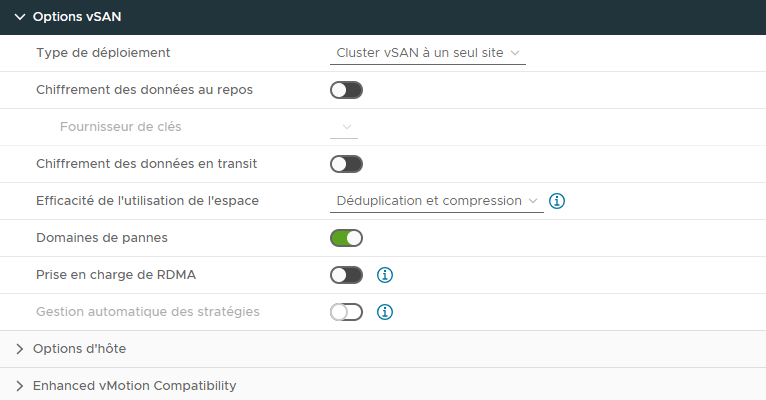 Options vSAN
Type de déploiement Cluster vSAN à un seul site
Chiffrement des données au repos
Fournisseur de clés
Chiffrement des données en transit
Efficacité de l'utilisation de l'espace Déduplication et compression
Domaines de pannes
Prise en charge de RDMA
Gestion automatique des stratégies
Options d'hôte
Enhanced vMotion Compatibility